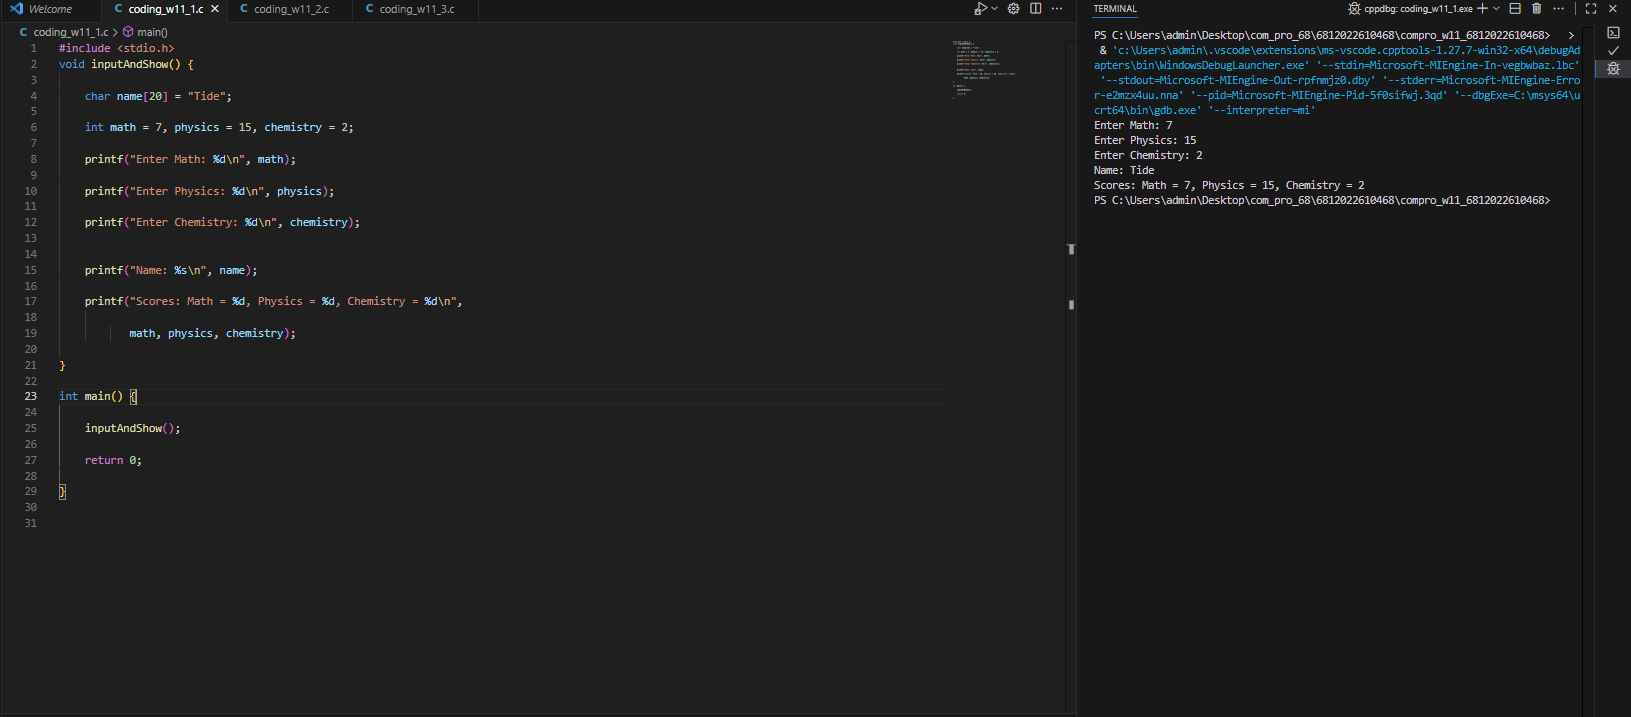 Welcome
C coding_w11_1.c
C coding_w11_2.c
C coding_w11_3.c
C coding_w11_1.c > main()
1 #include <stdio.h>
2 void inputAndShow() {
3
4 char name[20] = "Tide";
5
6 int math = 7, physics = 15, chemistry = 2;
7
8 printf("Enter Math: %d\n", math);
9
10 printf("Enter Physics: %d\n", physics);
11
12 printf("Enter Chemistry: %d\n", chemistry);
13
14
15 printf("Name: %s\n", name);
16
17 printf("Scores: Math = %d, Physics = %d, Chemistry = %d\n",
18
19 math, physics, chemistry);
20
21 }
22
23 int main() {
24
25 inputAndShow();
26
27 return 0;
28
29 }
30
31
TERMINAL
cppdbg: coding_w11_1.exe
PS C:\Users\admin\Desktop\com_pro_68\6812022610468\compro_w11_6812022610468> >
& 'c:\Users\admin\.vscode\extensions\ms-vscode.cpptools-1.27.7-win32-x64\debugAd
apters\bin\WindowsDebugLauncher.exe' '--stdin=Microsoft-MIEngine-In-vegbwbaz.lbc'
'--stdout=Microsoft-MIEngine-Out-rpfnmjz0.dby' '--stderr=Microsoft-MIEngine-Erro
r-e2mzx4uu.nna' '--pid=Microsoft-MIEngine-Pid-5f0sifwj.3qd' '--dbgExe=C:\msys64\u
crt64\bin\gdb.exe' '--interpreter=mi'
Enter Math: 7
Enter Physics: 15
Enter Chemistry: 2
Name: Tide
Scores: Math = 7, Physics = 15, Chemistry = 2
PS C:\Users\admin\Desktop\com_pro_68\6812022610468\compro_w11_6812022610468>